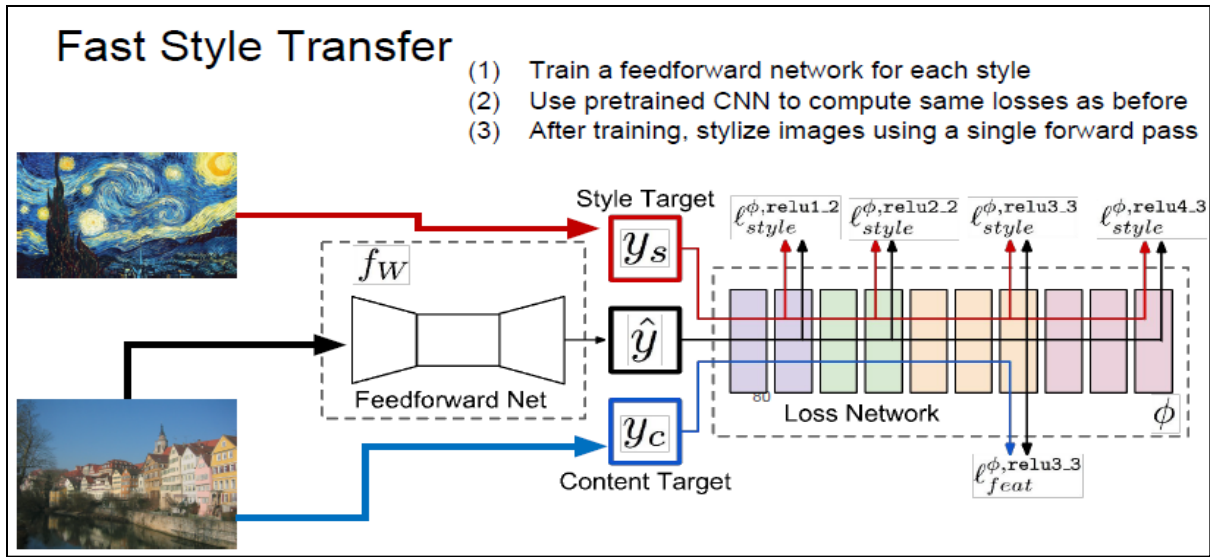 Fast Style Transfer
(1) Train a feedforward network for each style
(2) Use pretrained CNN to compute same losses as before
(3) After training, stylize images using a single forward pass
Style Target
ℓ^{ϕ,relu1_2}_{style}
ℓ^{ϕ,relu2_2}_{style}
ℓ^{ϕ,relu3_3}_{style}
ℓ^{ϕ,relu4_3}_{style}
y_s
f_W
ŷ
Feedforward Net
80
Loss Network
ϕ
y_c
Content Target
ℓ^{ϕ,relu3_3}_{feat}